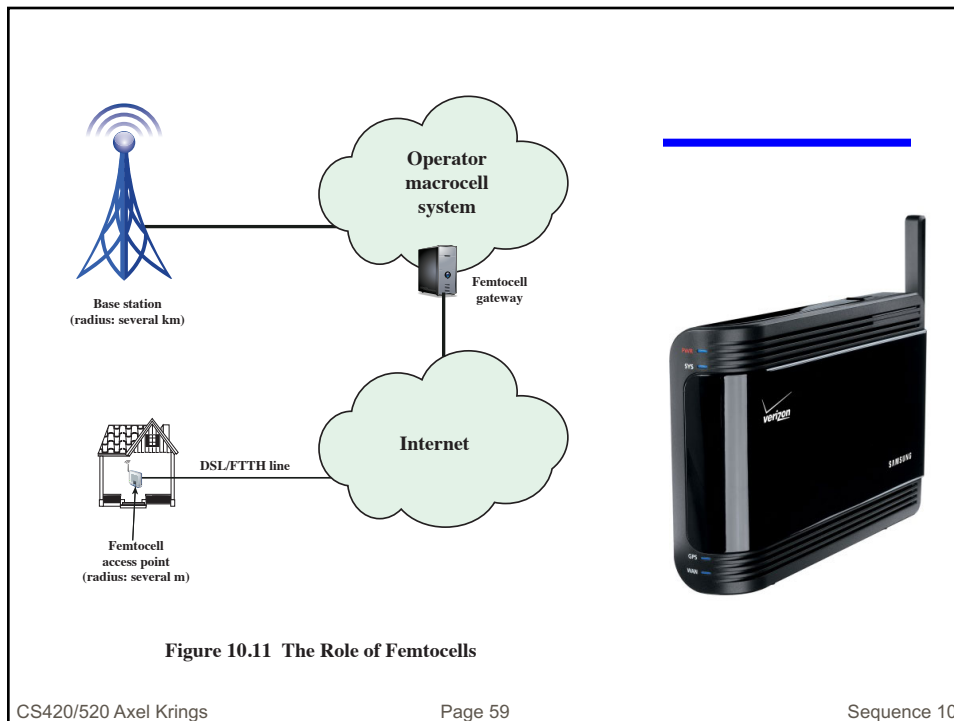 Operator
macrocell
system
Femtocell
gateway
Base station
(radius: several km)
Internet
DSL/FTTH line
Femtocell
access point
(radius: several m)
PWR
SYS
verizon
SAMSUNG
GPS
WAN
Figure 10.11 The Role of Femtocells
CS420/520 Axel Krings
Page 59
Sequence 10